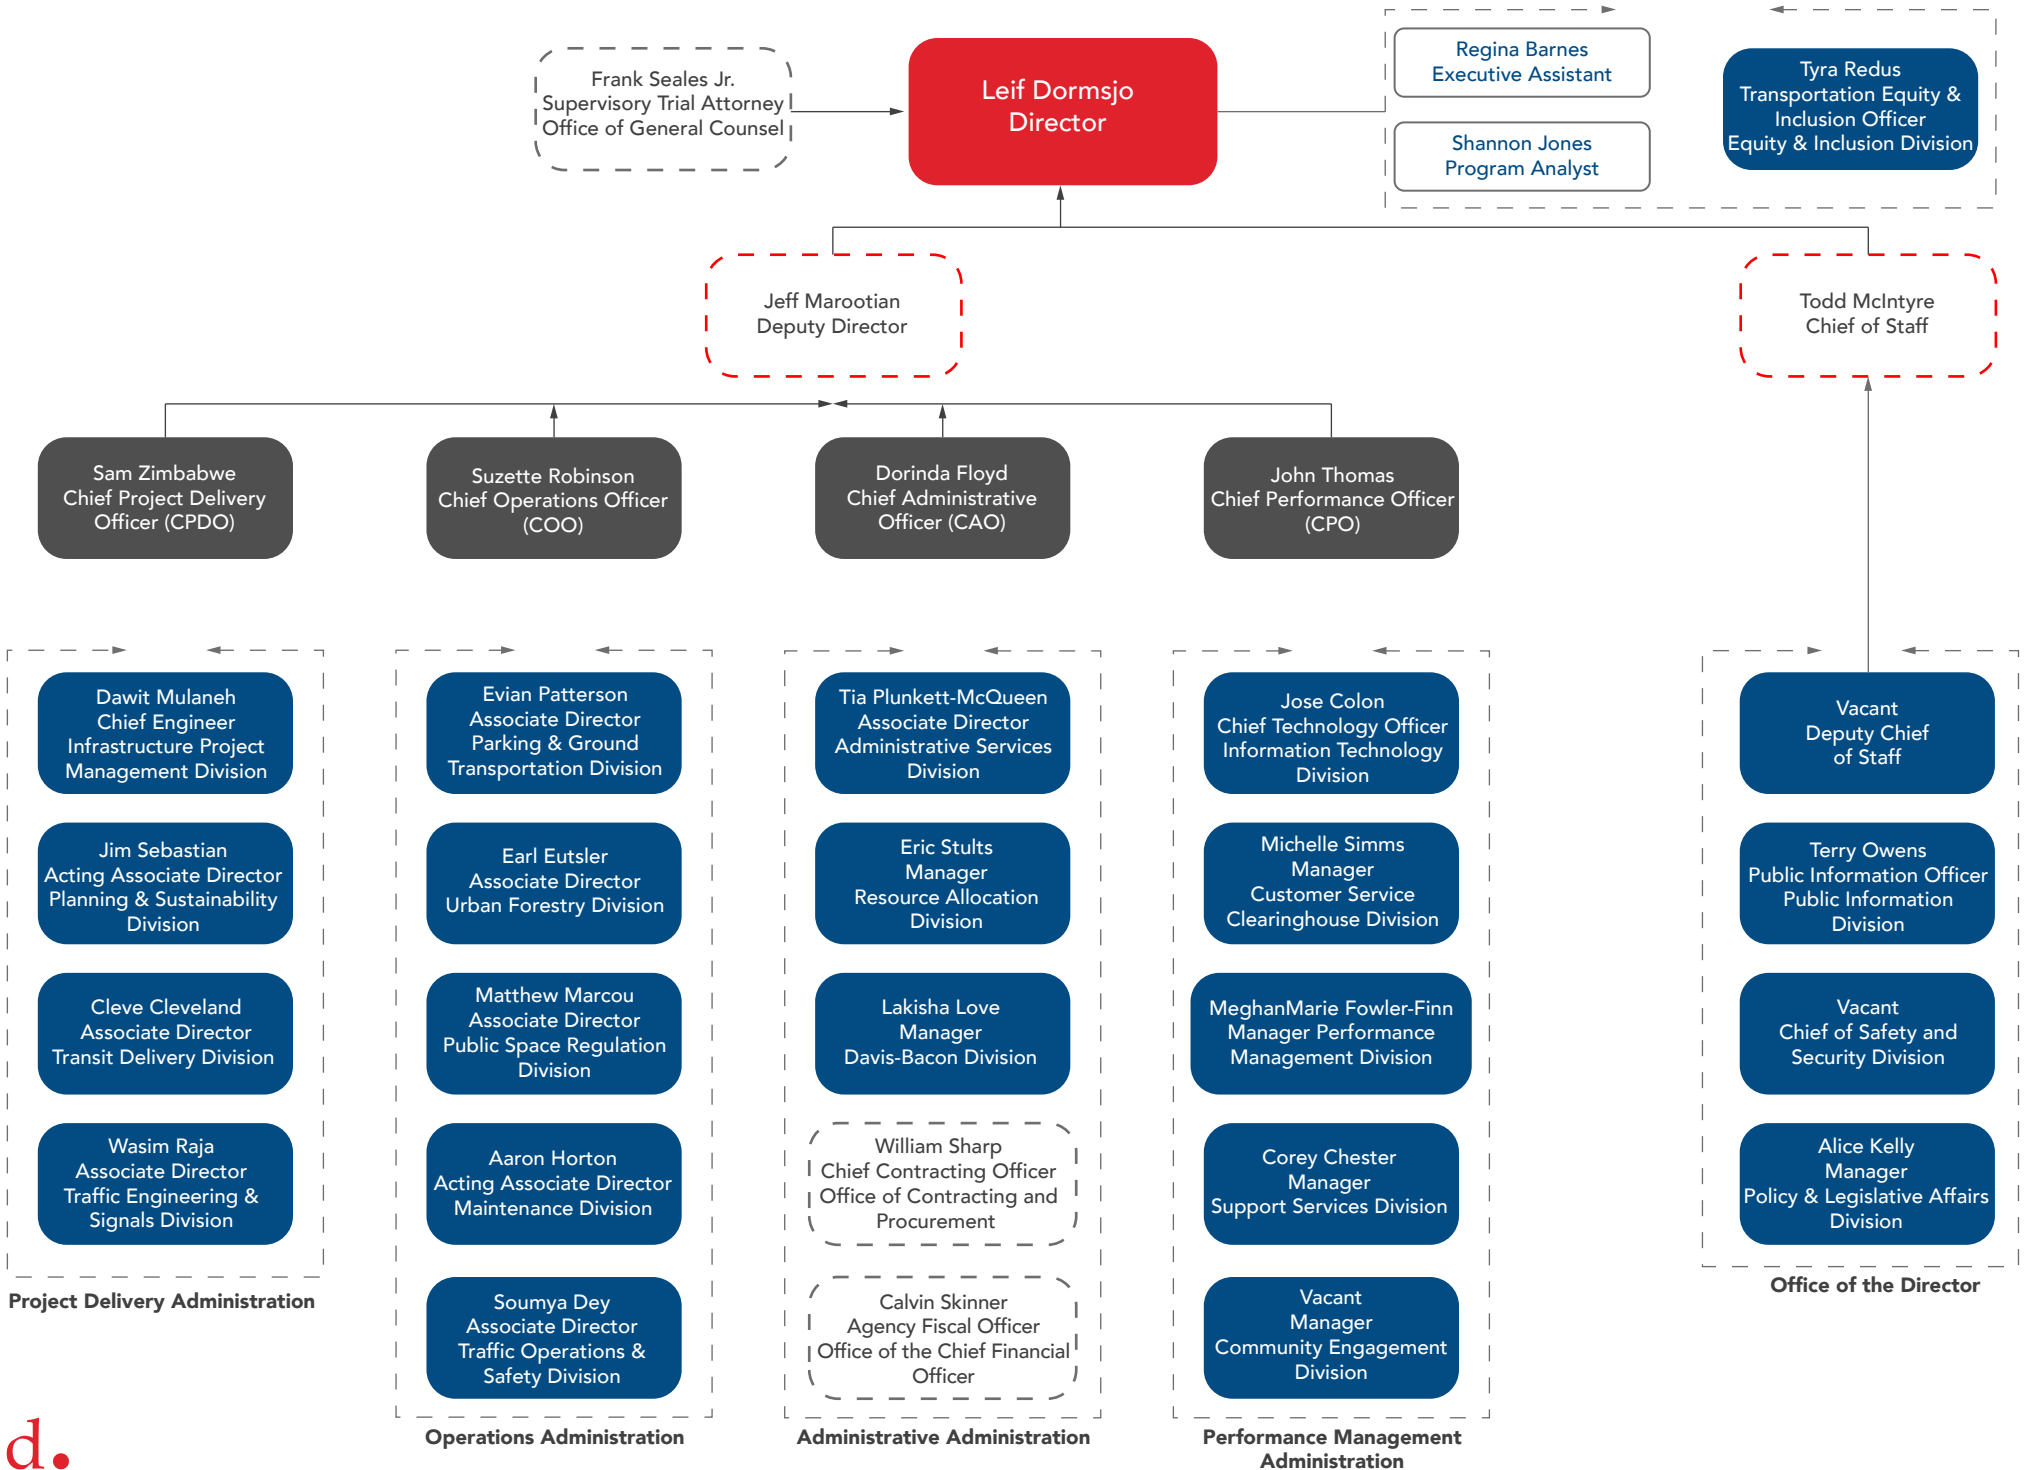 Frank Seales Jr.
Supervisory Trial Attorney
Office of General Counsel
Leif Dormsjo
Director
Regina Barnes
Executive Assistant
Shannon Jones
Program Analyst
Tyra Redus
Transportation Equity &
Inclusion Officer
Equity & Inclusion Division
Jeff Marootian
Deputy Director
Todd McIntyre
Chief of Staff
Sam Zimbabwe
Chief Project Delivery
Officer (CPDO)
Suzette Robinson
Chief Operations Officer
(COO)
Dorinda Floyd
Chief Administrative
Officer (CAO)
John Thomas
Chief Performance Officer
(CPO)
Dawit Mulaneh
Chief Engineer
Infrastructure Project
Management Division
Jim Sebastian
Acting Associate Director
Planning & Sustainability
Division
Cleve Cleveland
Associate Director
Transit Delivery Division
Wasim Raja
Associate Director
Traffic Engineering &
Signals Division
Project Delivery Administration
Evian Patterson
Associate Director
Parking & Ground
Transportation Division
Earl Eutsler
Associate Director
Urban Forestry Division
Matthew Marcou
Associate Director
Public Space Regulation
Division
Aaron Horton
Acting Associate Director
Maintenance Division
Soumya Dey
Associate Director
Traffic Operations &
Safety Division
Operations Administration
Tia Plunkett-McQueen
Associate Director
Administrative Services
Division
Eric Stults
Manager
Resource Allocation
Division
Lakisha Love
Manager
Davis-Bacon Division
William Sharp
Chief Contracting Officer
Office of Contracting and
Procurement
Calvin Skinner
Agency Fiscal Officer
Office of the Chief Financial
Officer
Administrative Administration
Jose Colon
Chief Technology Officer
Information Technology
Division
Michelle Simms
Manager
Customer Service
Clearinghouse Division
MeghanMarie Fowler-Finn
Manager Performance
Management Division
Corey Chester
Manager
Support Services Division
Vacant
Manager
Community Engagement
Division
Performance Management
Administration
Vacant
Deputy Chief
of Staff
Terry Owens
Public Information Officer
Public Information
Division
Vacant
Chief of Safety and
Security Division
Alice Kelly
Manager
Policy & Legislative Affairs
Division
Office of the Director
d.